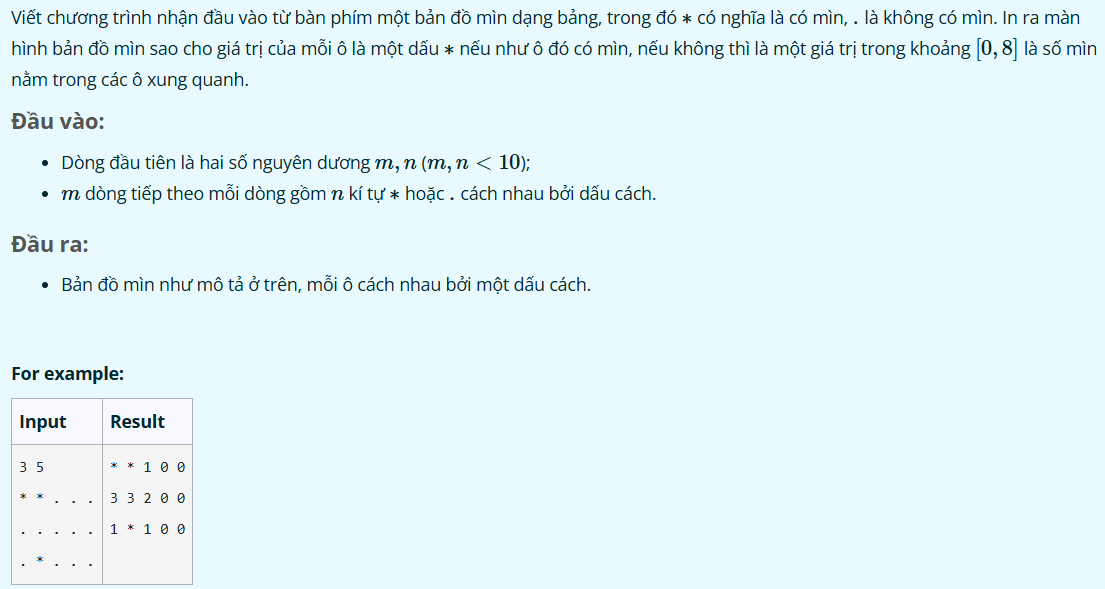 Viết chương trình nhận đầu vào từ bàn phím một bản đồ mìn dạng bảng, trong đó * có nghĩa là có mìn, . là không có mìn. In ra màn
hình bản đồ mìn sao cho giá trị của mỗi ô là một dấu * nếu như ô đó có mìn, nếu không thì là một giá trị trong khoảng [0, 8] là số mìn
nằm trong các ô xung quanh.
Đầu vào:
• Dòng đầu tiên là hai số nguyên dương m, n (m, n < 10);
• m dòng tiếp theo mỗi dòng gồm n kí tự * hoặc . cách nhau bởi dấu cách.
Đầu ra:
• Bản đồ mìn như mô tả ở trên, mỗi ô cách nhau bởi một dấu cách.
For example:
Input Result
3 5 * * 1 0 0
* * . . . 3 3 2 0 0
. . . . . 1 * 1 0 0
. * . . .